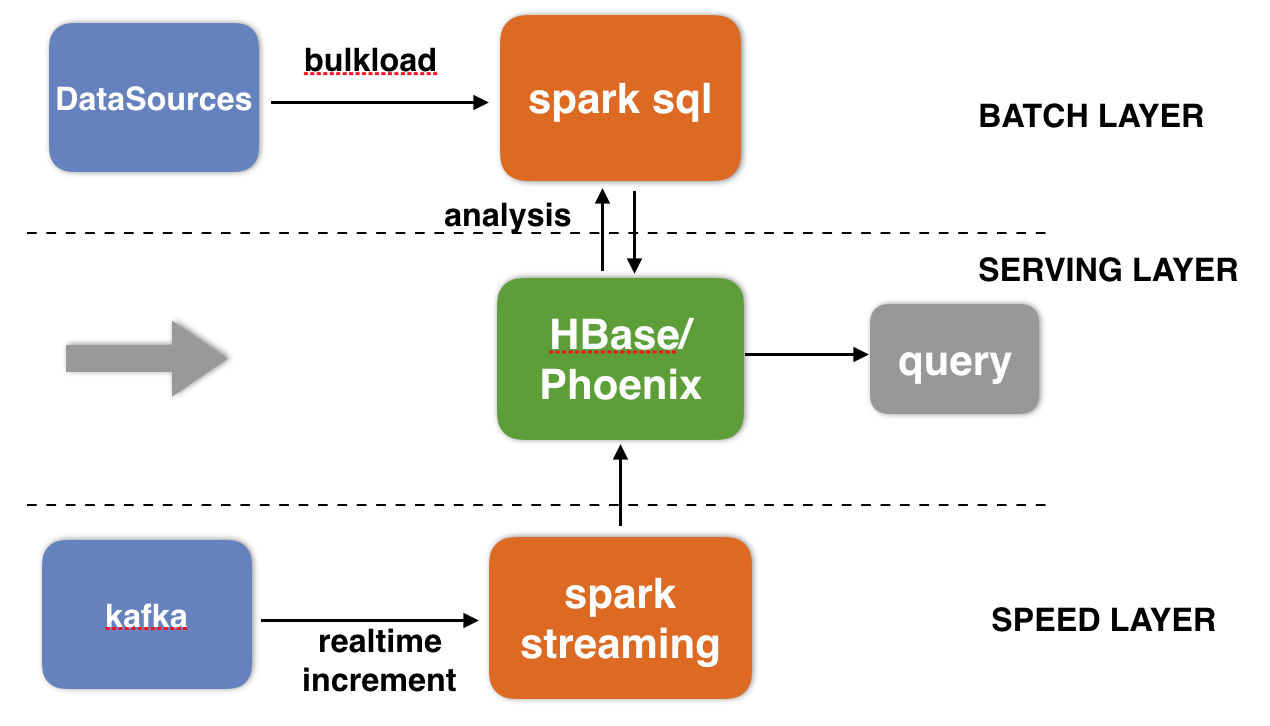 bulkload
DataSources
spark sql
BATCH LAYER
analysis
SERVING LAYER
HBase/
Phoenix
query
kafka
spark
streaming
SPEED LAYER
realtime
increment